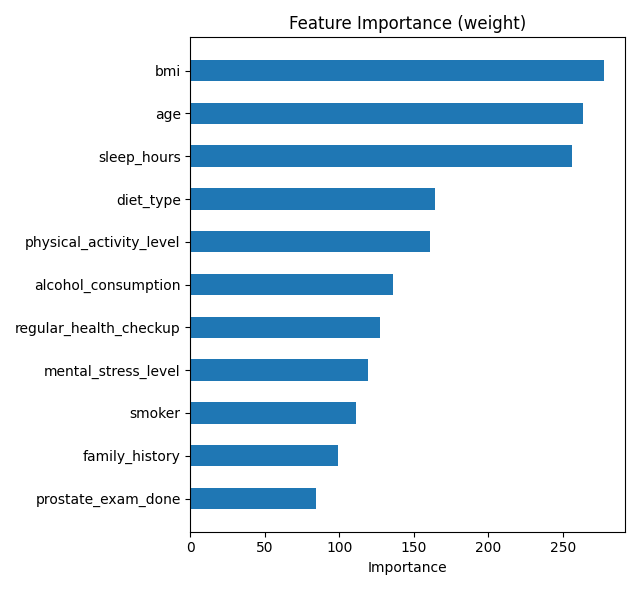 Feature Importance (weight)
bmi
age
sleep_hours
diet_type
physical_activity_level
alcohol_consumption
regular_health_checkup
mental_stress_level
smoker
family_history
prostate_exam_done
0 50 100 150 200 250
Importance